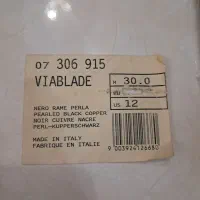 07 306 915
VIABLADE
N 30.0
US 12
NERO RAME PERLA
PEARLIO BLACK COPPER
NOIR CUIVRE NACRE
PERL-KUPFERSCHWARZ
MADE IN ITALY
FABRIQUE EN ITALIE
9003924126680